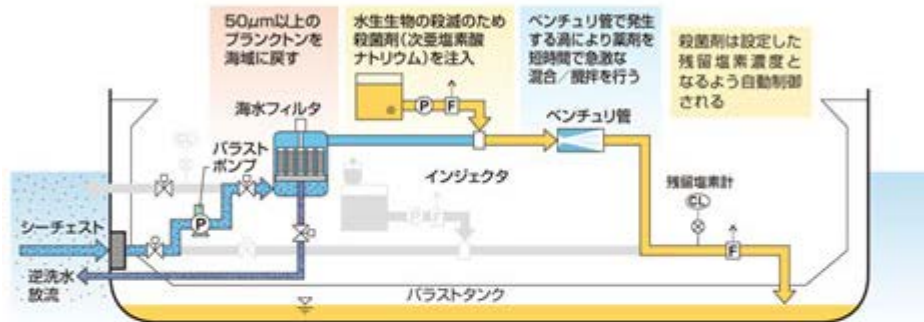 50μm以上の
プランクトンを
海域に戻す
水生生物の殺滅のため
殺菌剤(次亜塩素酸
ナトリウム)を注入
ベンチュリ管で発生
する渦により薬剤を
短時間で急激な
混合/撹拌を行う
殺菌剤は設定した
残留塩素濃度と
なるよう自動制御
される
海水フィルタ
P
F
ベンチュリ管
CL
バラスト
ポンプ
インジェクタ
残留塩素計
CL
P
P
F
F
シーチェスト
逆洗水
放流
バラストタンク